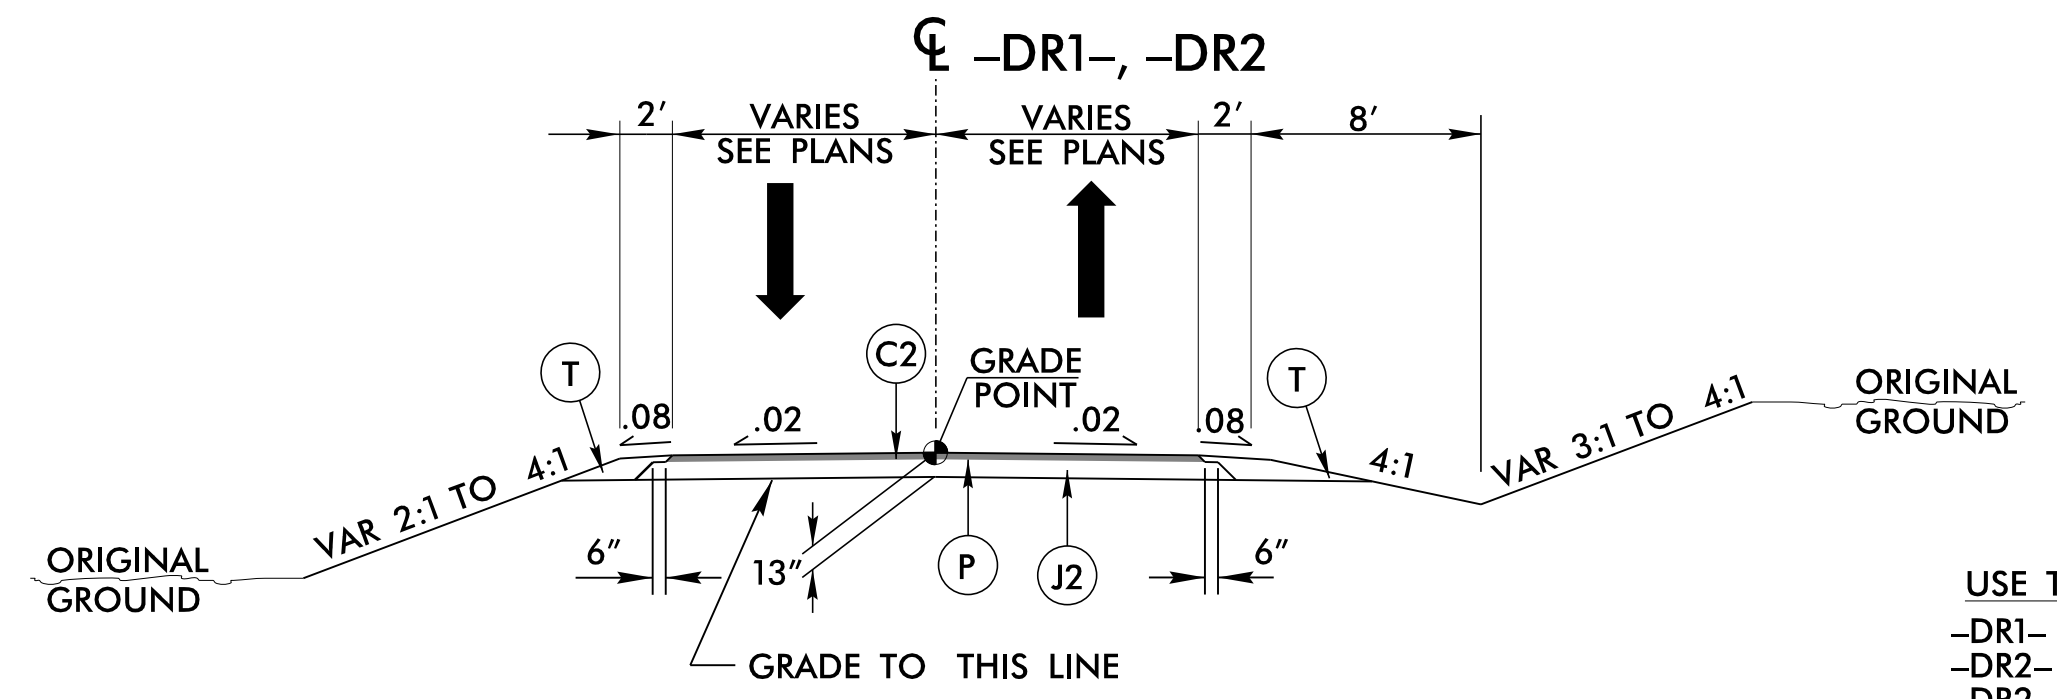 ℄ –DR1–, –DR2
2′
VARIES
SEE PLANS
VARIES
SEE PLANS
2′
8′
T
C2
GRADE
POINT
T
.08
.02
.02
.08
ORIGINAL
GROUND
VAR 2:1 TO 4:1
4:1
VAR 3:1 TO 4:1
ORIGINAL
GROUND
6″
13″
P
J2
6″
GRADE TO THIS LINE
USE
–DR1–
–DR2–